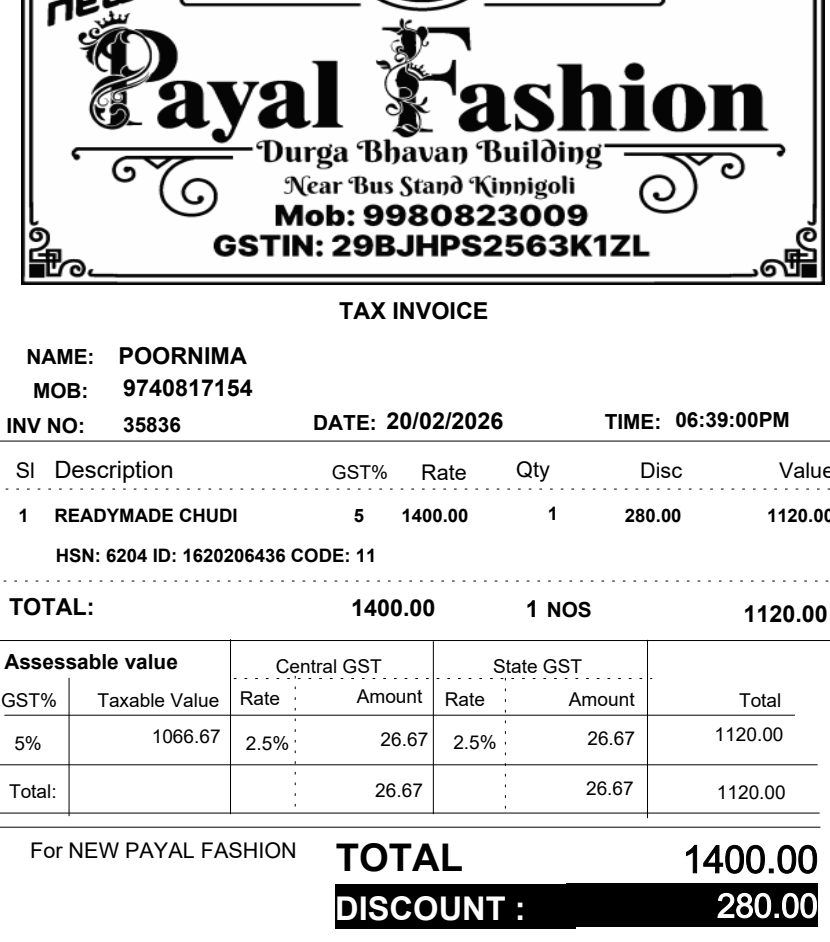 new
Payal Fashion
Durga Bhavan Building
Near Bus Stand Kinnigoli
Mob: 9980823009
GSTIN: 29BJHPS2563K1ZL
TAX INVOICE
NAME: POORNIMA
MOB: 9740817154
INV NO: 35836 DATE: 20/02/2026 TIME: 06:39:00PM
Sl Description GST% Rate Qty Disc Value
1 READYMADE CHUDI 5 1400.00 1 280.00 1120.00
HSN: 6204 ID: 1620206436 CODE: 11
TOTAL: 1400.00 1 NOS 1120.00
Assessable value Central GST State GST
GST% Taxable Value Rate Amount Rate Amount Total
5% 1066.67 2.5% 26.67 2.5% 26.67 1120.00
Total: 26.67 26.67 1120.00
For NEW PAYAL FASHION TOTAL 1400.00
DISCOUNT : 280.00